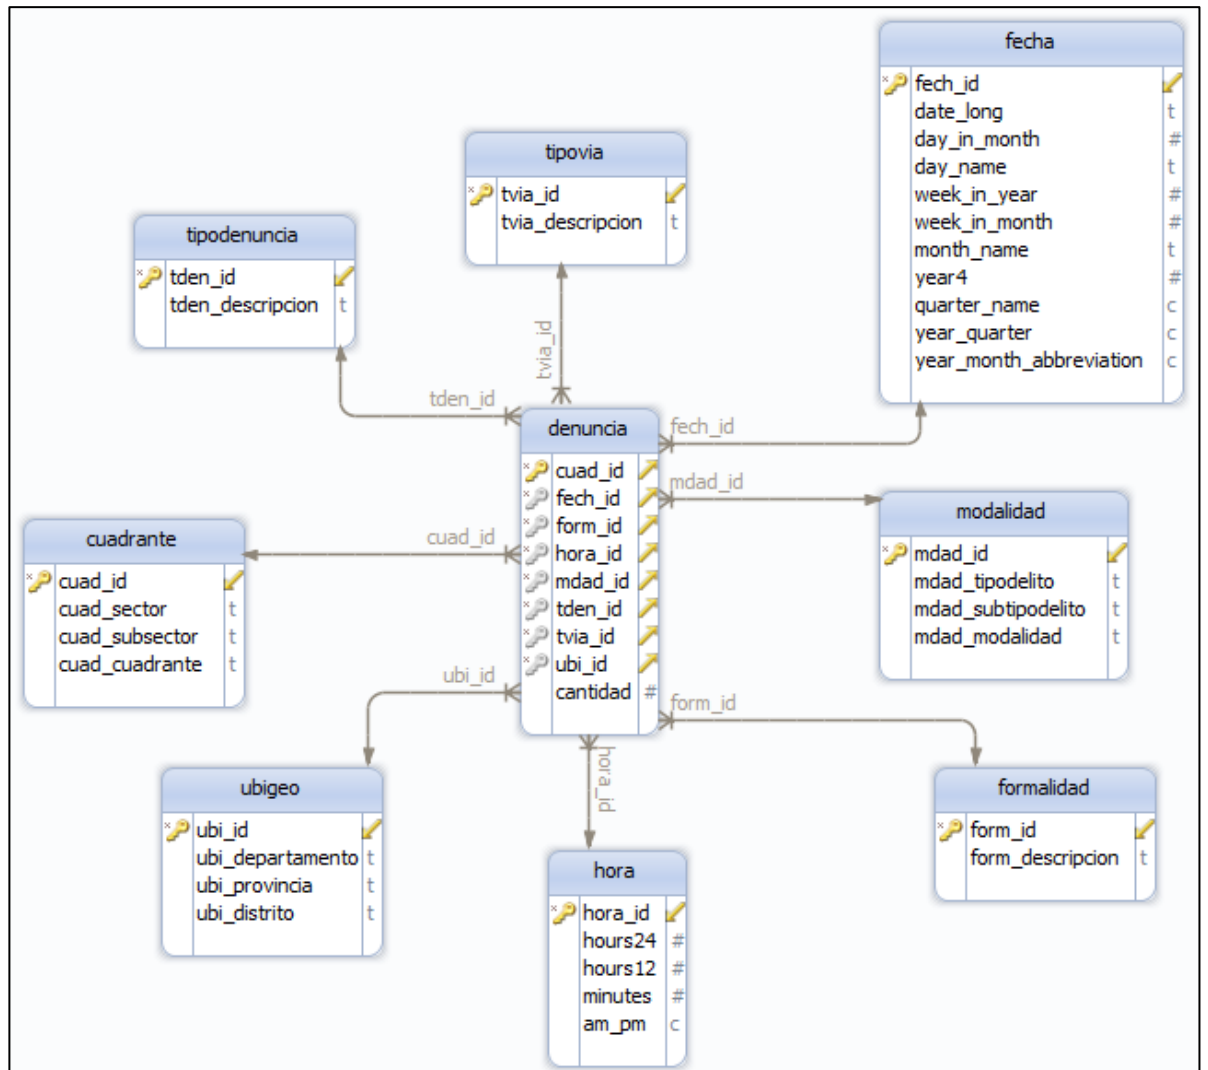 fecha
fech_id
date_long t
day_in_month #
day_name t
week_in_year #
week_in_month #
month_name t
year4 #
quarter_name c
year_quarter c
year_month_abbreviation c
tipovia
tvia_id
tvia_descripcion t
tipodenuncia
tden_id
tden_descripcion t
tvia_id
tden_id
fech_id
denuncia
cuad_id
fech_id
form_id
hora_id
mdad_id
tden_id
tvia_id
ubi_id
cantidad #
mdad_id
modalidad
mdad_id
mdad_tipodelito t
mdad_subtipodelito t
mdad_modalidad t
cuad_id
cuadrante
cuad_id
cuad_sector t
cuad_subsector t
cuad_cuadrante t
ubi_id
form_id
hora_id
ubigeo
ubi_id
ubi_departamento t
ubi_provincia t
ubi_distrito t
formalidad
form_id
form_descripcion t
hora
hora_id
hours24 #
hours12 #
minutes #
am_pm c